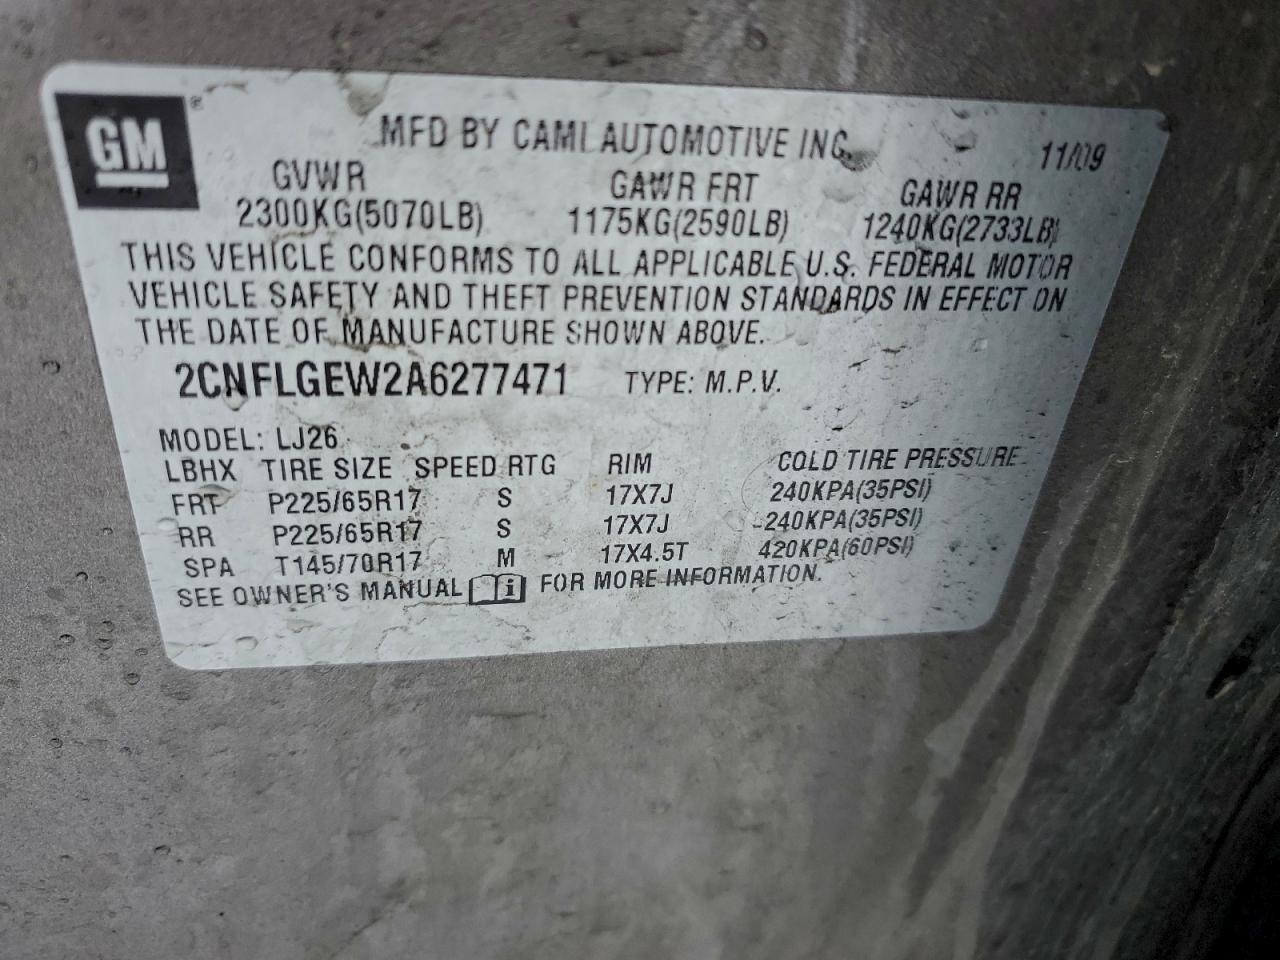 GM ® MFD BY CAMI AUTOMOTIVE INC. 11/09
GVWR GAWR FRT GAWR RR
2300KG(5070LB) 1175KG(2590LB) 1240KG(2733LB)
THIS VEHICLE CONFORMS TO ALL APPLICABLE U.S. FEDERAL MOTOR
VEHICLE SAFETY AND THEFT PREVENTION STANDARDS IN EFFECT ON
THE DATE OF MANUFACTURE SHOWN ABOVE.
2CNFLGEW2A6277471 TYPE: M.P.V.
MODEL: LJ26
LBHX TIRE SIZE SPEED RTG RIM COLD TIRE PRESSURE
FRT P225/65R17 S 17X7J 240KPA(35PSI)
RR P225/65R17 S 17X7J 240KPA(35PSI)
SPA T145/70R17 M 17X4.5T 420KPA(60PSI)
SEE OWNER'S MANUAL i FOR MORE INFORMATION.